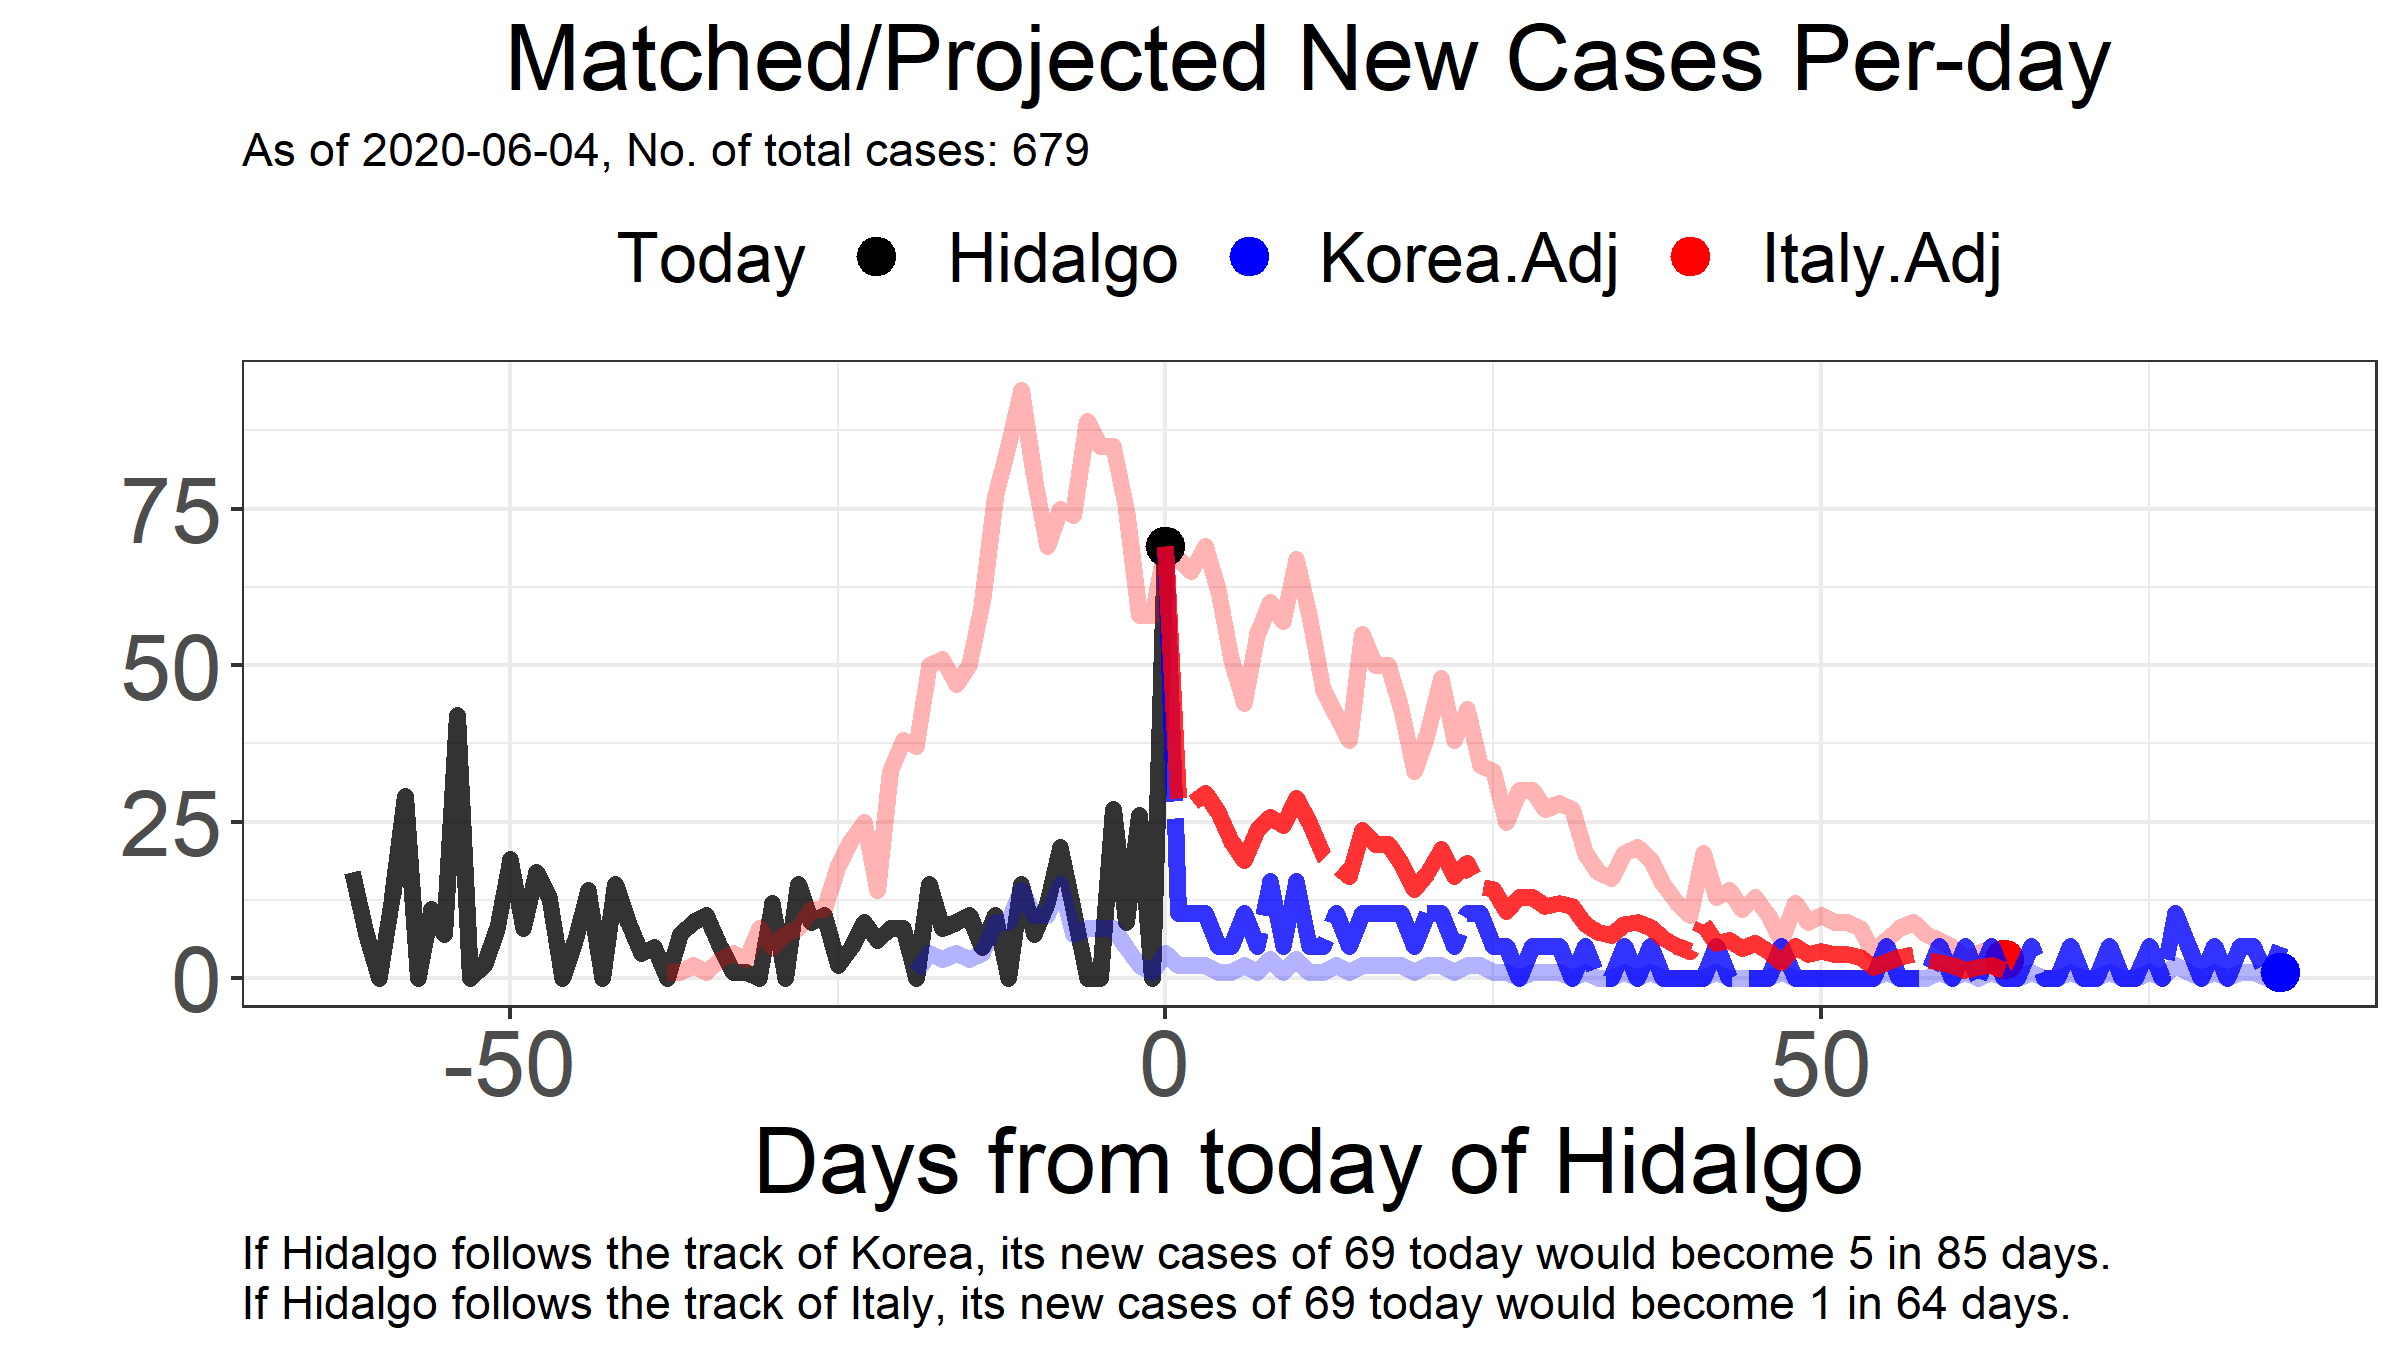 Matched/Projected New Cases Per-day
As of 2020-06-04, No. of total cases: 679
Today Hidalgo Korea.Adj Italy.Adj
75
50
25
0
-50 0 50
Days from today of Hidalgo
If Hidalgo follows the track of Korea, its new cases of 69 today would become 5 in 85 days.
If Hidalgo follows the track of Italy, its new cases of 69 today would become 1 in 64 days.